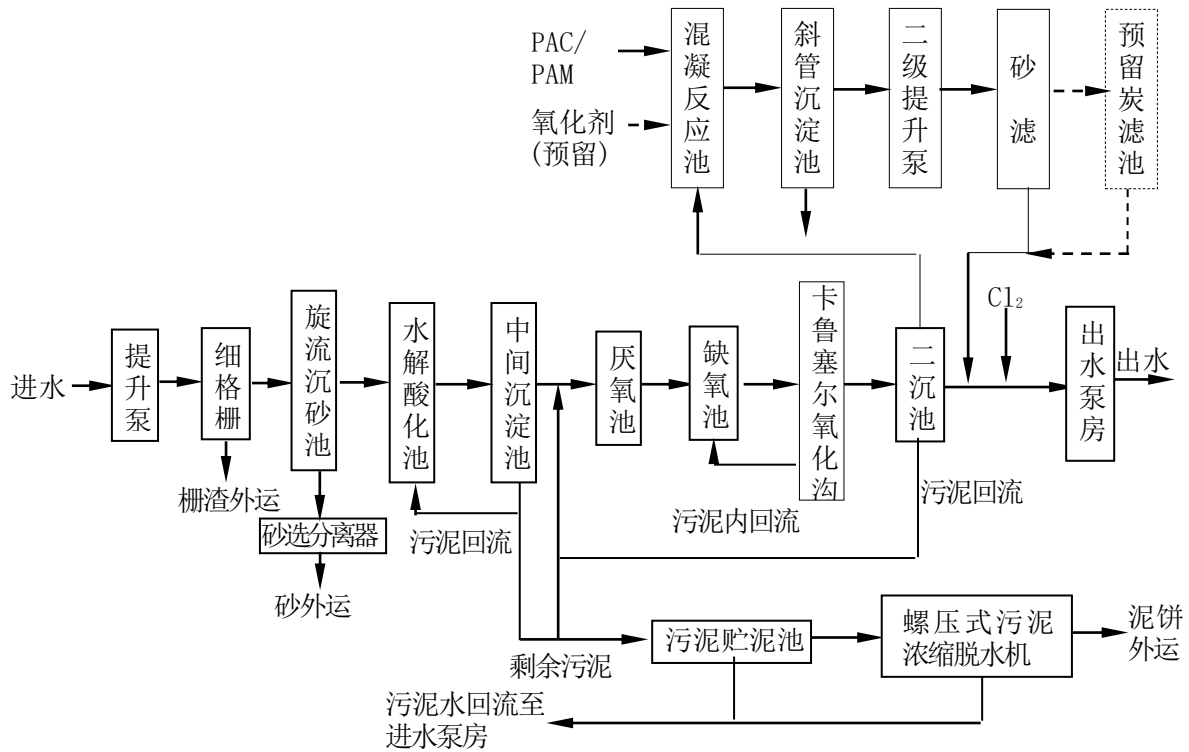 PAC/
PAM
氧化剂
(预留)
混凝反应池
斜管沉淀池
二级提升泵
砂滤
预留炭滤池
进水
提升泵
细格栅
旋流沉砂池
水解酸化池
中间沉淀池
厌氧池
缺氧池
卡鲁塞尔氧化沟
二沉池
Cl₂
出水泵房
出水
栅渣外运
砂选分离器
砂外运
污泥回流
污泥内回流
污泥回流
剩余污泥
污泥贮泥池
螺压式污泥
浓缩脱水机
泥饼
外运
污泥水回流至
进水泵房